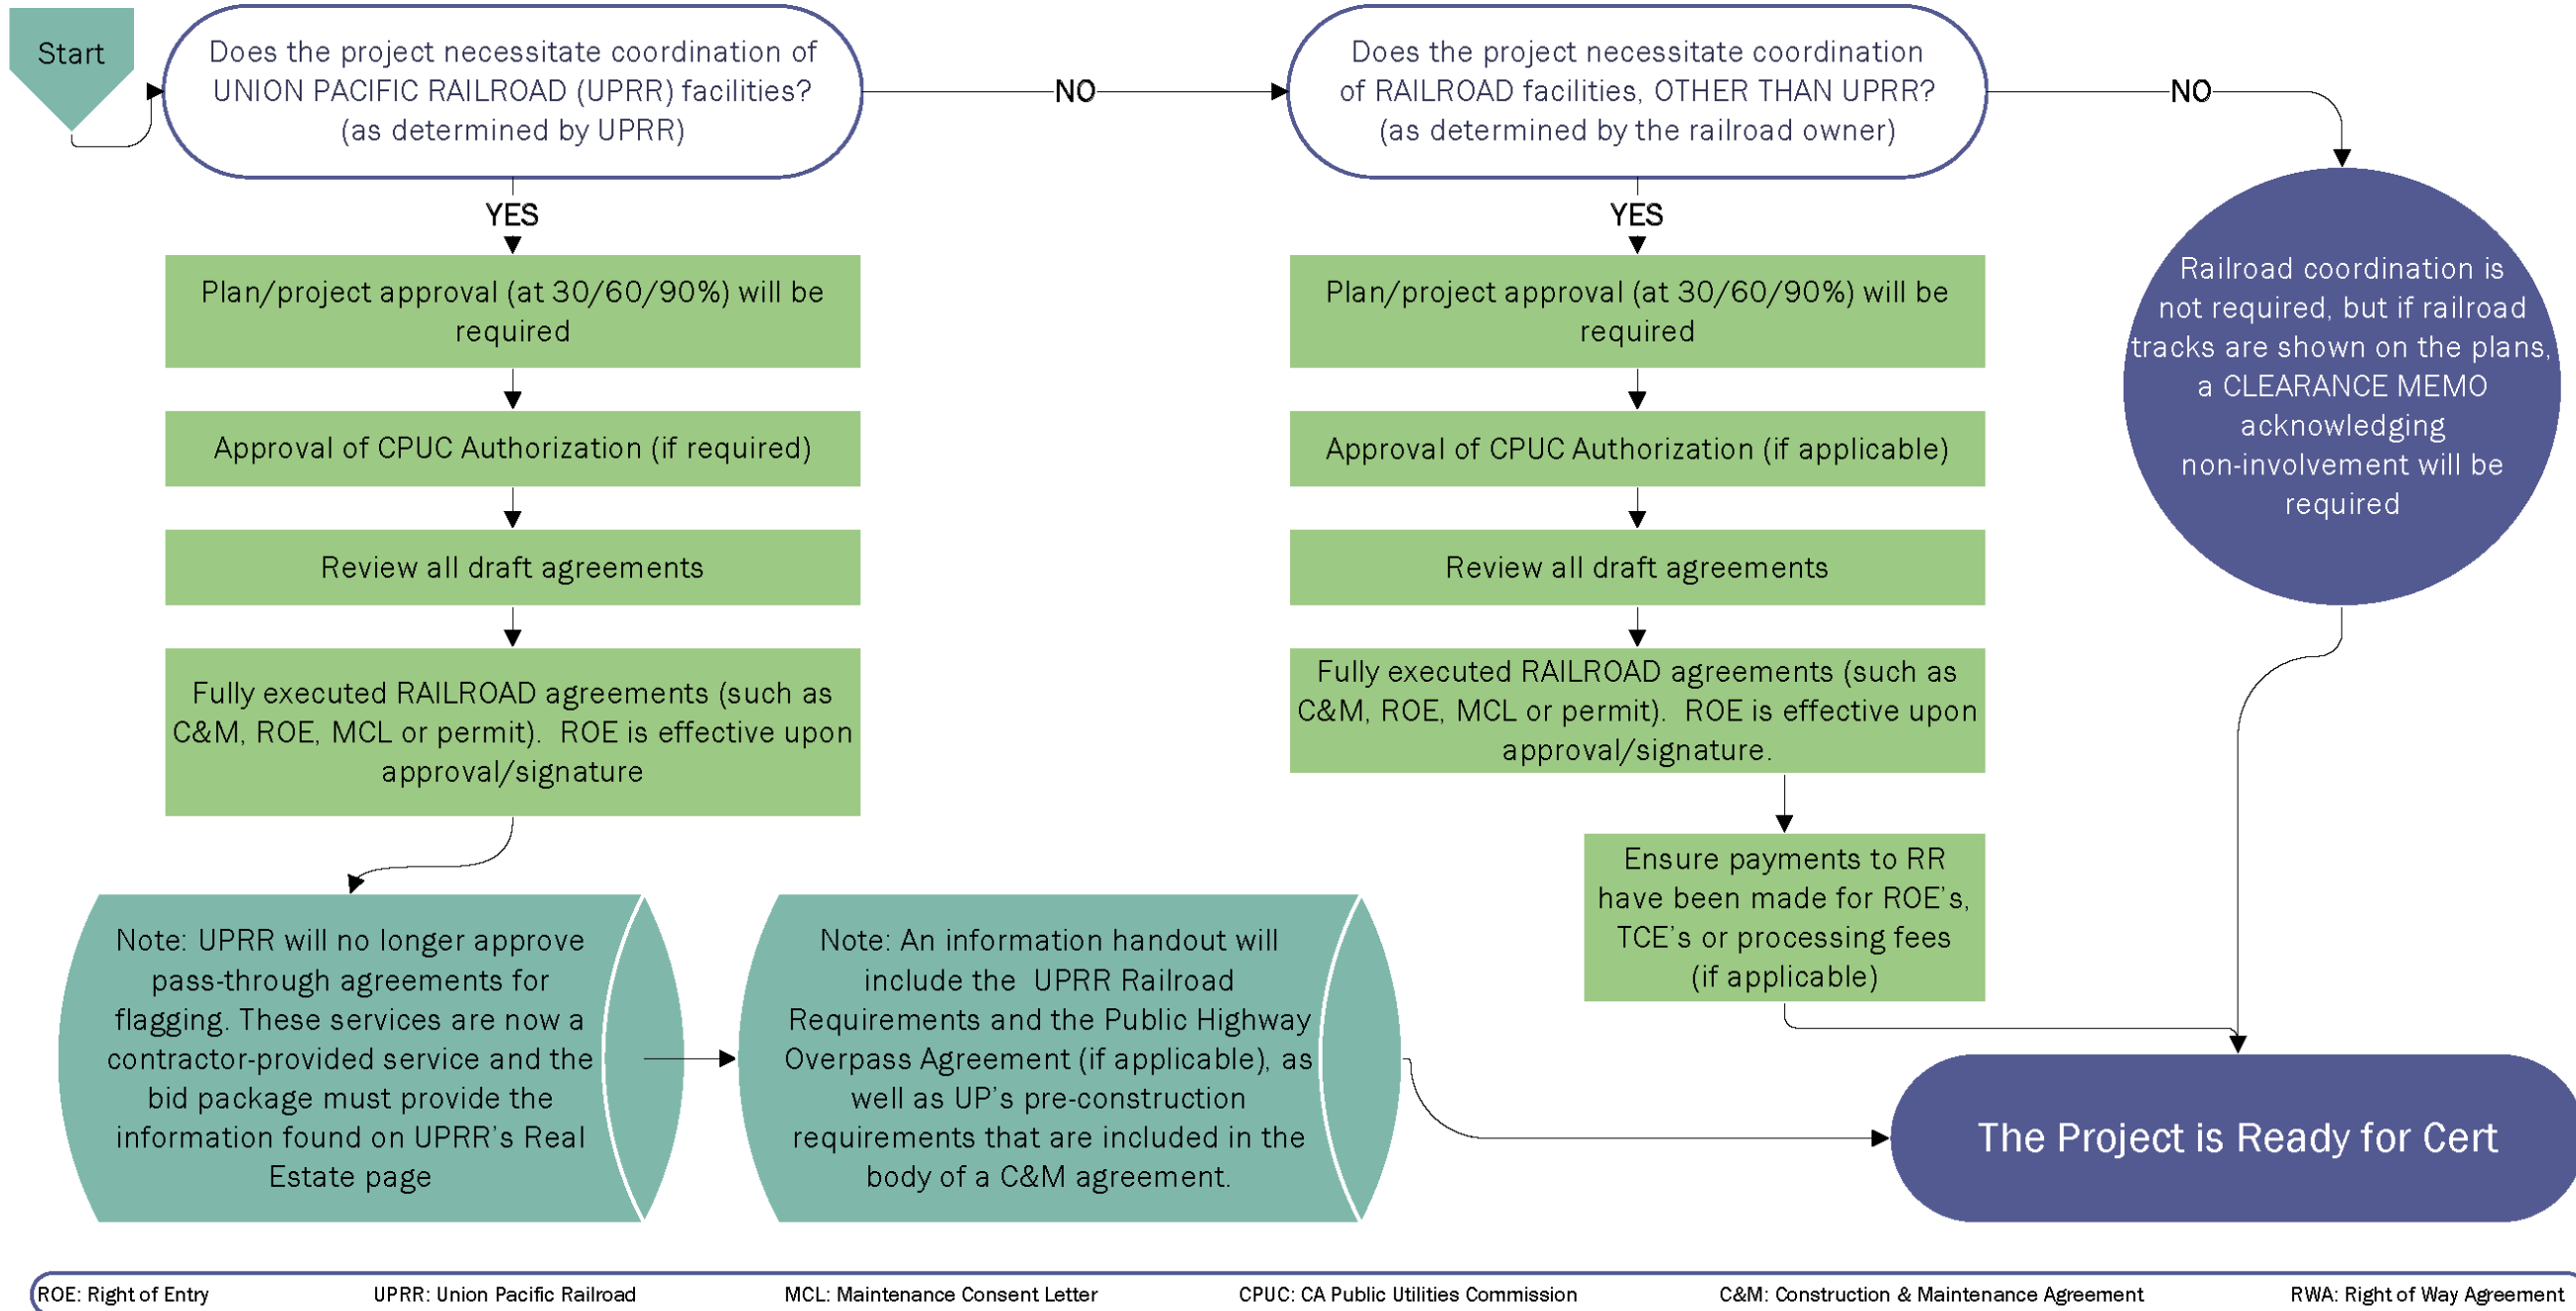 Start
Does the project necessitate coordination of
UNION PACIFIC RAILROAD (UPRR) facilities?
(as determined by UPRR)
NO
Does the project necessitate coordination
of RAILROAD facilities, OTHER THAN UPRR?
(as determined by the railroad owner)
NO
YES
Plan/project approval (at 30/60/90%) will be
required
Approval of CPUC Authorization (if required)
Review all draft agreements
Fully executed RAILROAD agreements (such as
C&M, ROE, MCL or permit).  ROE is effective upon
approval/signature
YES
Plan/project approval (at 30/60/90%) will be
required
Approval of CPUC Authorization (if applicable)
Review all draft agreements
Fully executed RAILROAD agreements (such as
C&M, ROE, MCL or permit).  ROE is effective upon
approval/signature.
Ensure payments to RR
have been made for ROE's,
TCE's or processing fees
(if applicable)
Railroad coordination is
not required, but if railroad
tracks are shown on the plans,
a CLEARANCE MEMO
acknowledging
non-involvement will be
required
Note: UPRR will no longer approve
pass-through agreements for
flagging. These services are now a
contractor-provided service and the
bid package must provide the
information found on UPRR's Real
Estate page
Note: An information handout will
include the  UPRR Railroad
Requirements and the Public Highway
Overpass Agreement (if applicable), as
well as UP's pre-construction
requirements that are included in the
body of a C&M agreement.
The Project is Ready for Cert
ROE: Right of Entry
UPRR: Union Pacific Railroad
MCL: Maintenance Consent Letter
CPUC: CA Public Utilities Commission
C&M: Construction & Maintenance Agreement
RWA: Right of Way Agreement